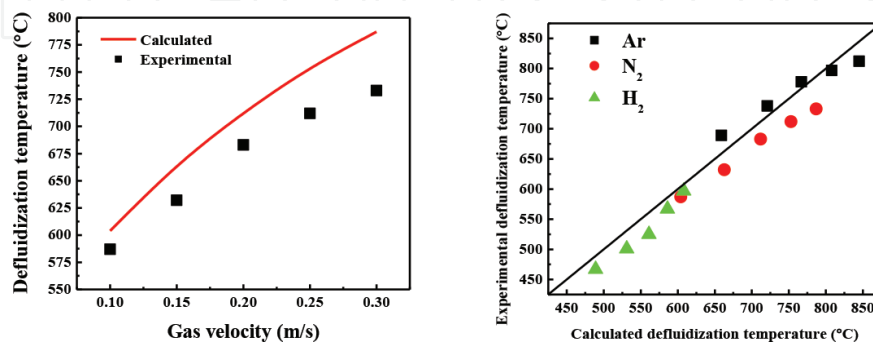 800
775
750
725
700
675
650
625
600
575
550
Defluidization temperature (°C)
Calculated
Experimental
0.10 0.15 0.20 0.25 0.30
Gas velocity (m/s)
850
800
750
700
650
600
550
500
450
Experimental defluidization temperature (°C)
Ar
N₂
H₂
450 500 550 600 650 700 750 800 850
Calculated defluidization temperature (°C)